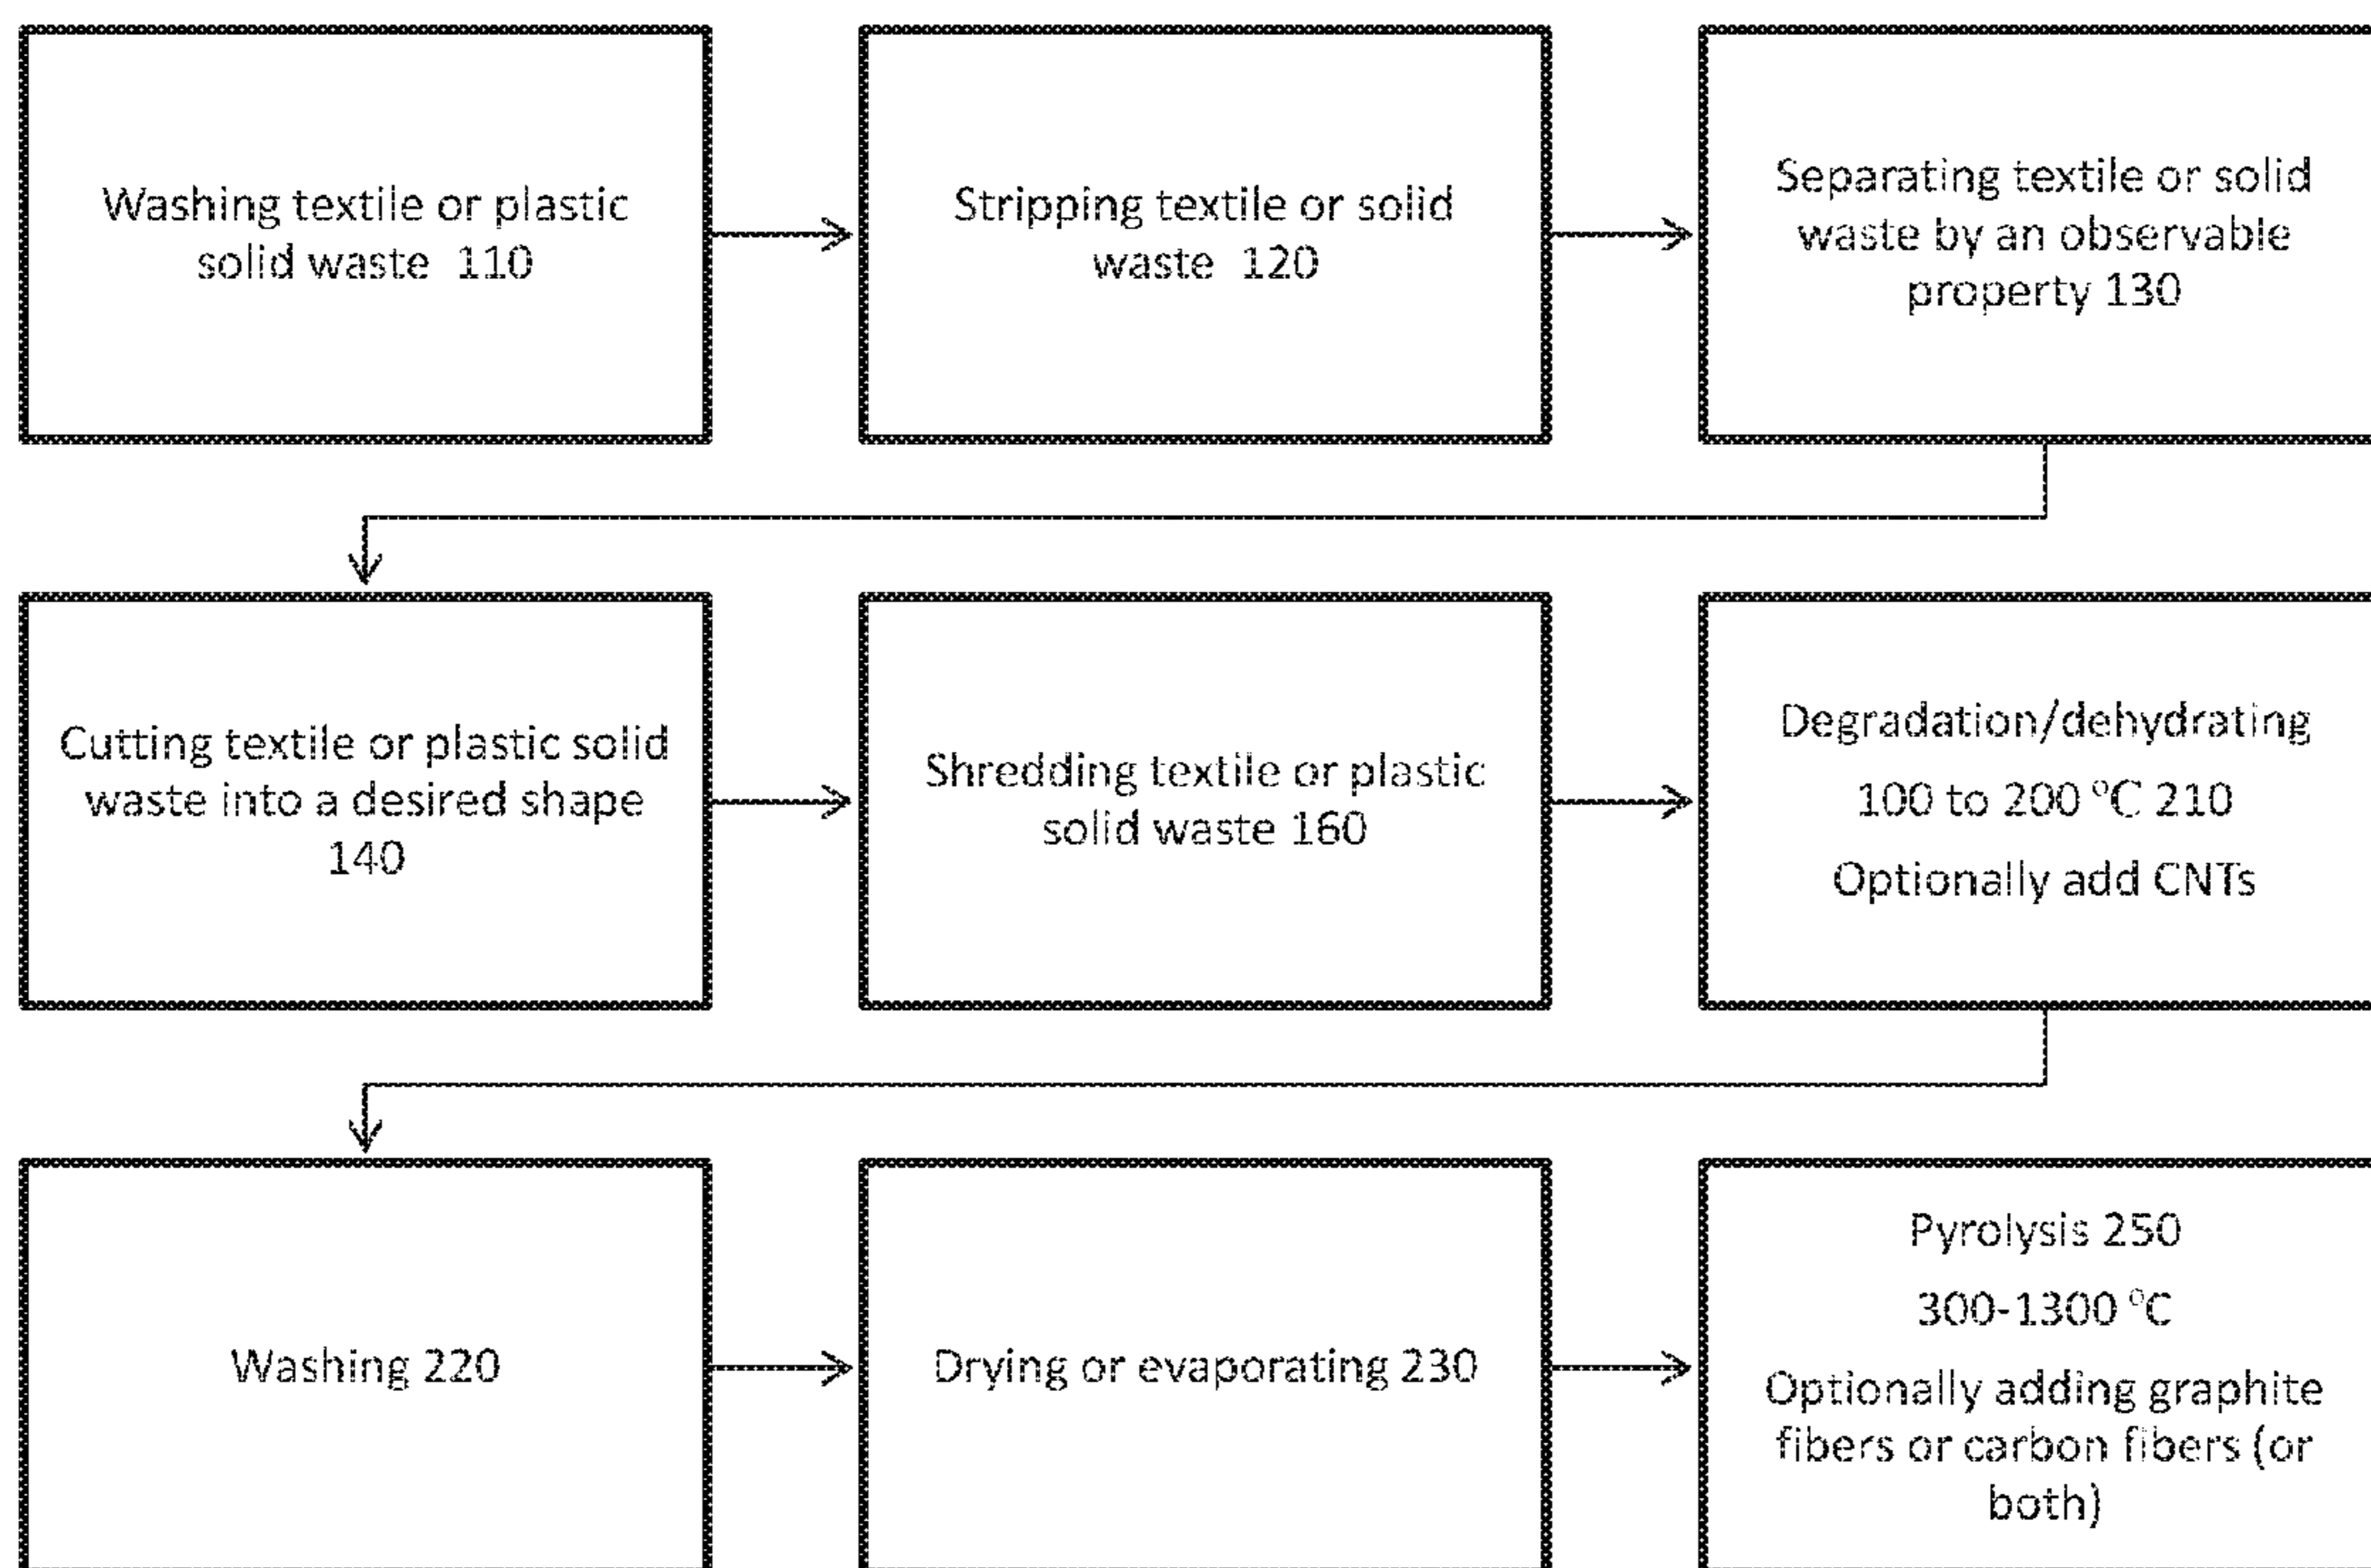 Washing textile or plastic
solid waste 110
Stripping textile or solid
waste 120
Separating textile or solid
waste by an observable
property 130
Cutting textile or plastic solid
waste into a desired shape
140
Shredding textile or plastic
solid waste 160
Degradation/dehydrating
100 to 200 °C 210
Optionally add CNTs
Washing 220
Drying or evaporating 230
Pyrolysis 250
300-1300 °C
Optionally adding graphite
fibers or carbon fibers (or
both)